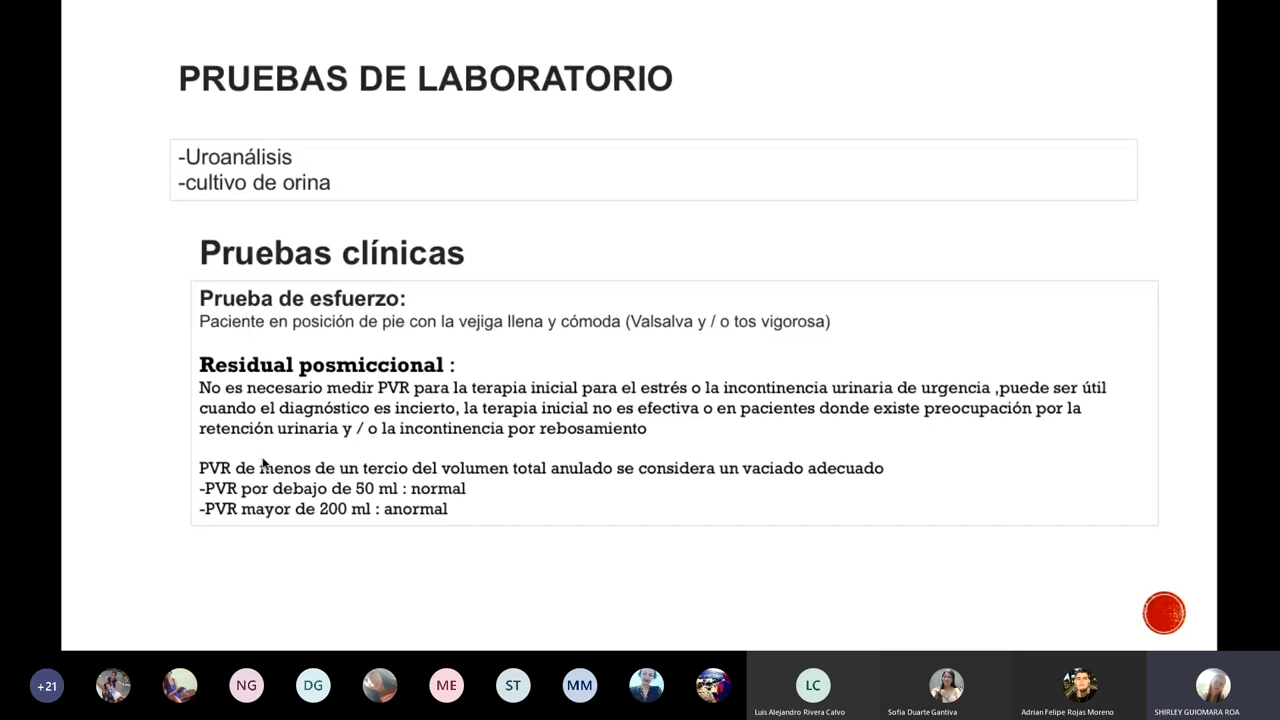 PRUEBAS DE LABORATORIO
-Uroanálisis
-cultivo de orina
Pruebas clínicas
Prueba de esfuerzo:
Paciente en posición de pie con la vejiga llena y cómoda (Valsalva y / o tos vigorosa)
Residual posmiccional :
No es necesario medir PVR para la terapia inicial para el estrés o la incontinencia urinaria de urgencia ,puede ser útil
cuando el diagnóstico es incierto, la terapia inicial no es efectiva o en pacientes donde existe preocupación por la
retención urinaria y / o la incontinencia por rebosamiento
PVR de menos de un tercio del volumen total anulado se considera un vaciado adecuado
-PVR por debajo de 50 ml : normal
-PVR mayor de 200 ml : anormal
+21
NG
DG
ME
ST
MM
LC
Luis Alejandro Rivera Calvo
Sofia Duarte Gantiva
Adrian Felipe Rojas Moreno
SHIRLEY GUIOMARA ROA